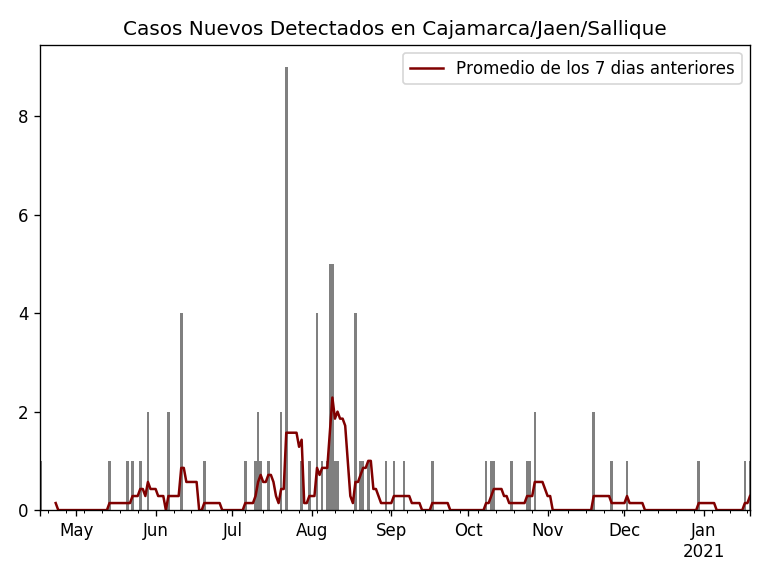 Casos Nuevos Detectados en Cajamarca/Jaen/Sallique
Promedio de los 7 dias anteriores
8
6
4
2
0
May Jun Jul Aug Sep Oct Nov Dec Jan
2021